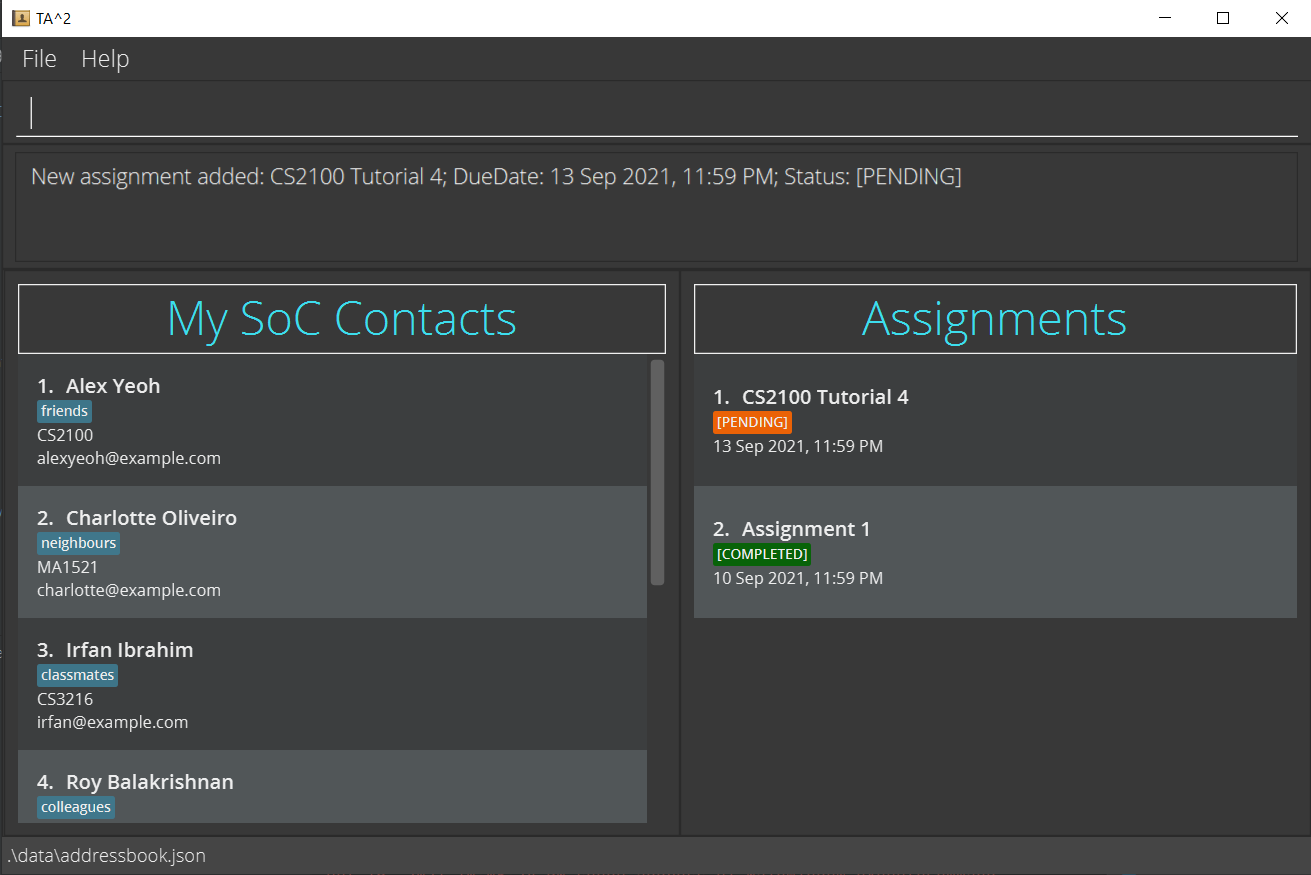 TA^2
File Help
New assignment added: CS2100 Tutorial 4; DueDate: 13 Sep 2021, 11:59 PM; Status: [PENDING]
My SoC Contacts
1. Alex Yeoh
friends
CS2100
alexyeoh@example.com
2. Charlotte Oliveiro
neighbours
MA1521
charlotte@example.com
3. Irfan Ibrahim
classmates
CS3216
irfan@example.com
4. Roy Balakrishnan
colleagues
Assignments
1. CS2100 Tutorial 4
[PENDING]
13 Sep 2021, 11:59 PM
2. Assignment 1
[COMPLETED]
10 Sep 2021, 11:59 PM
.\data\addressbook.json